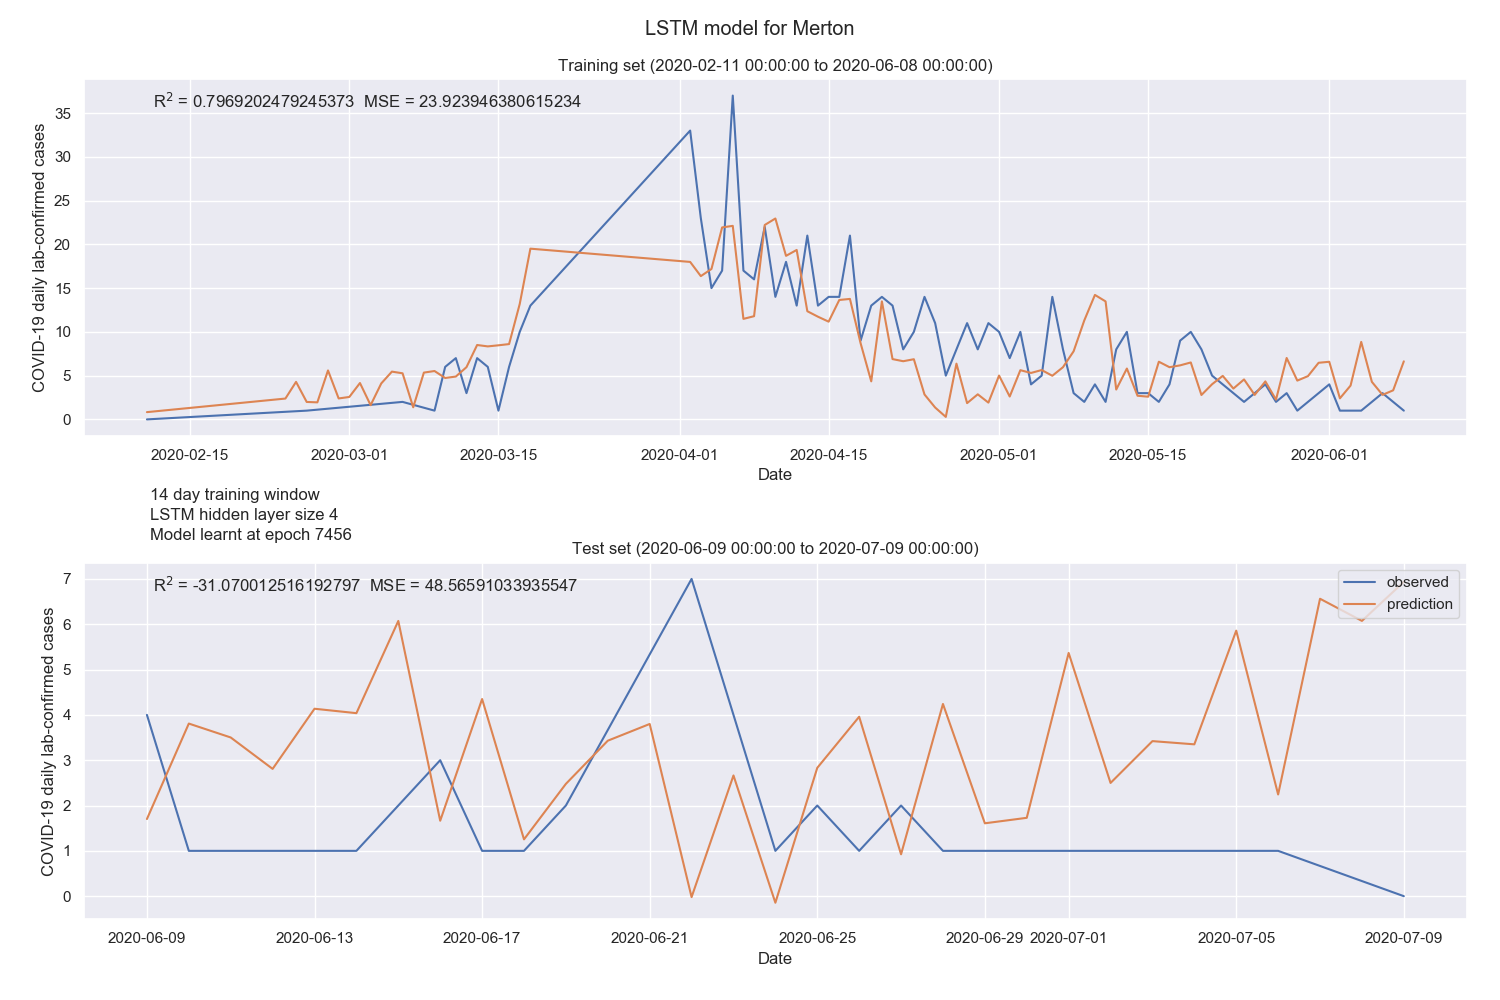 LSTM model for Merton
Training set (2020-02-11 00:00:00 to 2020-06-08 00:00:00)
R² = 0.7969202479245373 MSE = 23.923946380615234
COVID-19 daily lab-confirmed cases
35
30
25
20
15
10
5
0
2020-02-15 2020-03-01 2020-03-15 2020-04-01 2020-04-15 2020-05-01 2020-05-15 2020-06-01
Date
14 day training window
LSTM hidden layer size 4
Model learnt at epoch 7456
Test set (2020-06-09 00:00:00 to 2020-07-09 00:00:00)
R² = -31.070012516192797 MSE = 48.56591033935547
observed
prediction
COVID-19 daily lab-confirmed cases
7
6
5
4
3
2
1
0
2020-06-09 2020-06-13 2020-06-17 2020-06-21 2020-06-25 2020-06-29 2020-07-01 2020-07-05 2020-07-09
Date